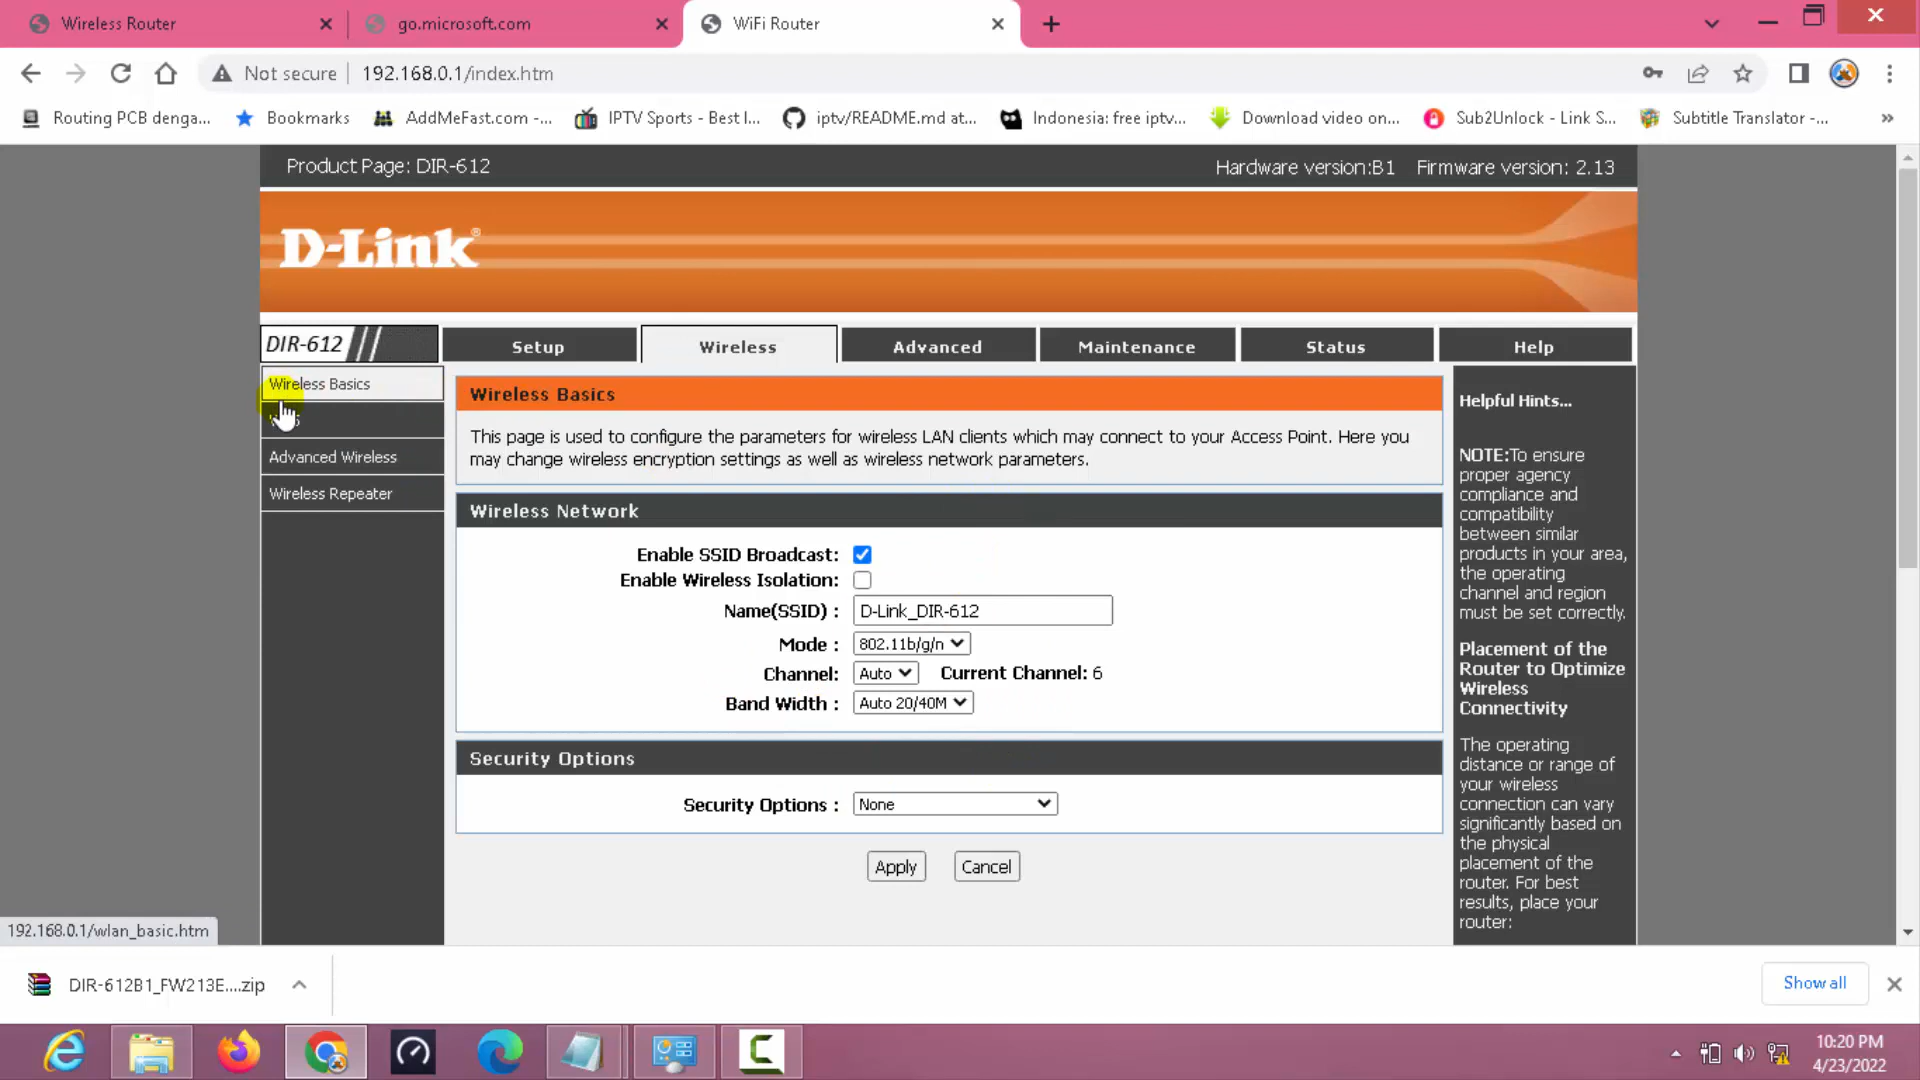 Wireless Router
go.microsoft.com
WiFi Router
Not secure
192.168.0.1/index.htm
Routing PCB denga...
Bookmarks
AddMeFast.com -...
IPTV Sports - Best I...
iptv/README.md at...
Indonesia: free iptv...
Download video on...
Sub2Unlock - Link S...
Subtitle Translator -...
»
Product Page: DIR-612
Hardware version:B1
Firmware version: 2.13
D-Link®
DIR-612
Setup
Wireless
Advanced
Maintenance
Status
Help
Wireless Basics
Advanced Wireless
Wireless Repeater
Wireless Basics
This page is used to configure the parameters for wireless LAN clients which may connect to your Access Point. Here you
may change wireless encryption settings as well as wireless network parameters.
Wireless Network
Enable SSID Broadcast:
Enable Wireless Isolation:
Name(SSID) : D-Link_DIR-612
Mode : 802.11b/g/n
Channel: Auto Current Channel: 6
Band Width : Auto 20/40M
Security Options
Security Options : None
Apply
Cancel
Helpful Hints...
NOTE:To ensure
proper agency
compliance and
compatibility
between similar
products in your area,
the operating
channel and region
must be set correctly.
Placement of the
Router to Optimize
Wireless
Connectivity
The operating
distance or range of
your wireless
connection can vary
significantly based on
the physical
placement of the
router. For best
results, place your
router:
192.168.0.1/wlan_basic.htm
DIR-612B1_FW213E....zip
Show all
10:20 PM
4/23/2022